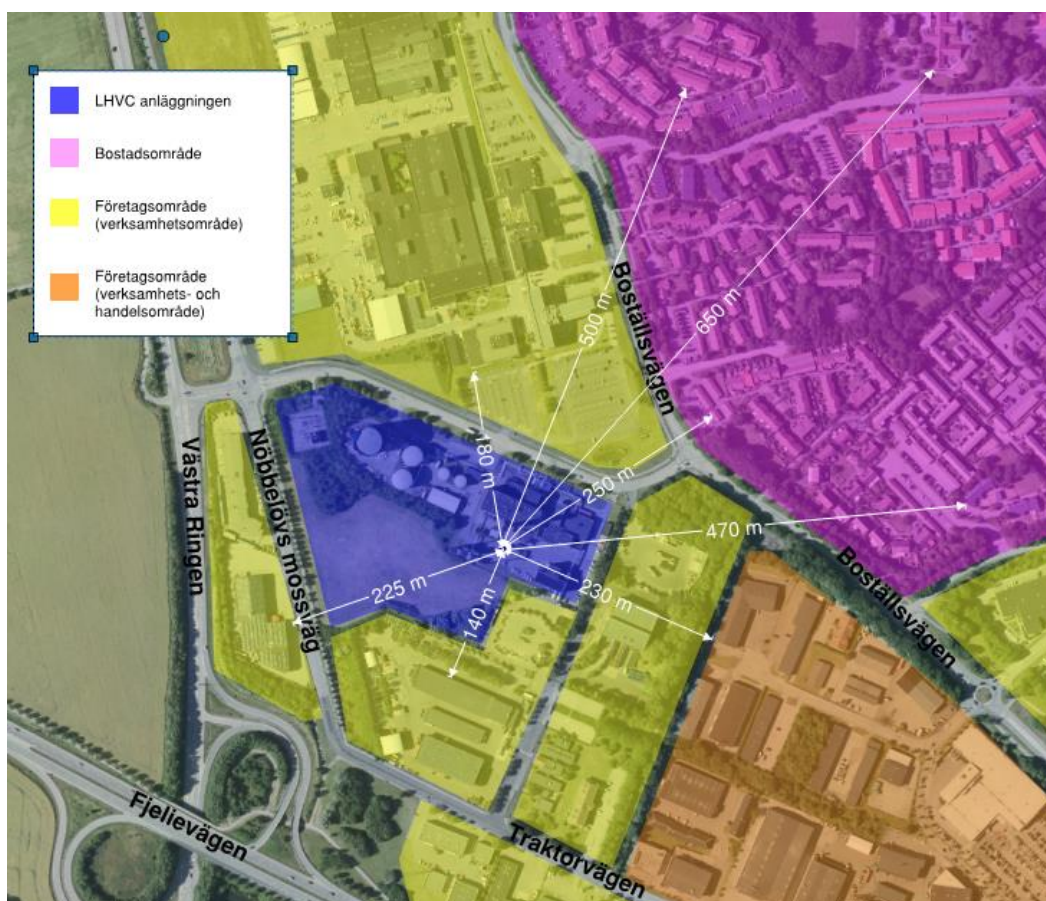 LHVC anläggningen
Bostadsområde
Företagsområde
(verksamhetsområde)
Företagsområde
(verksamhets- och
handelsområde)
500 m
650 m
Boställsvägen
180 m
250 m
470 m
Västra Ringen
Nöbbelövs mossväg
225 m
140 m
230 m
Boställsvägen
Fjelievägen
Traktorvägen